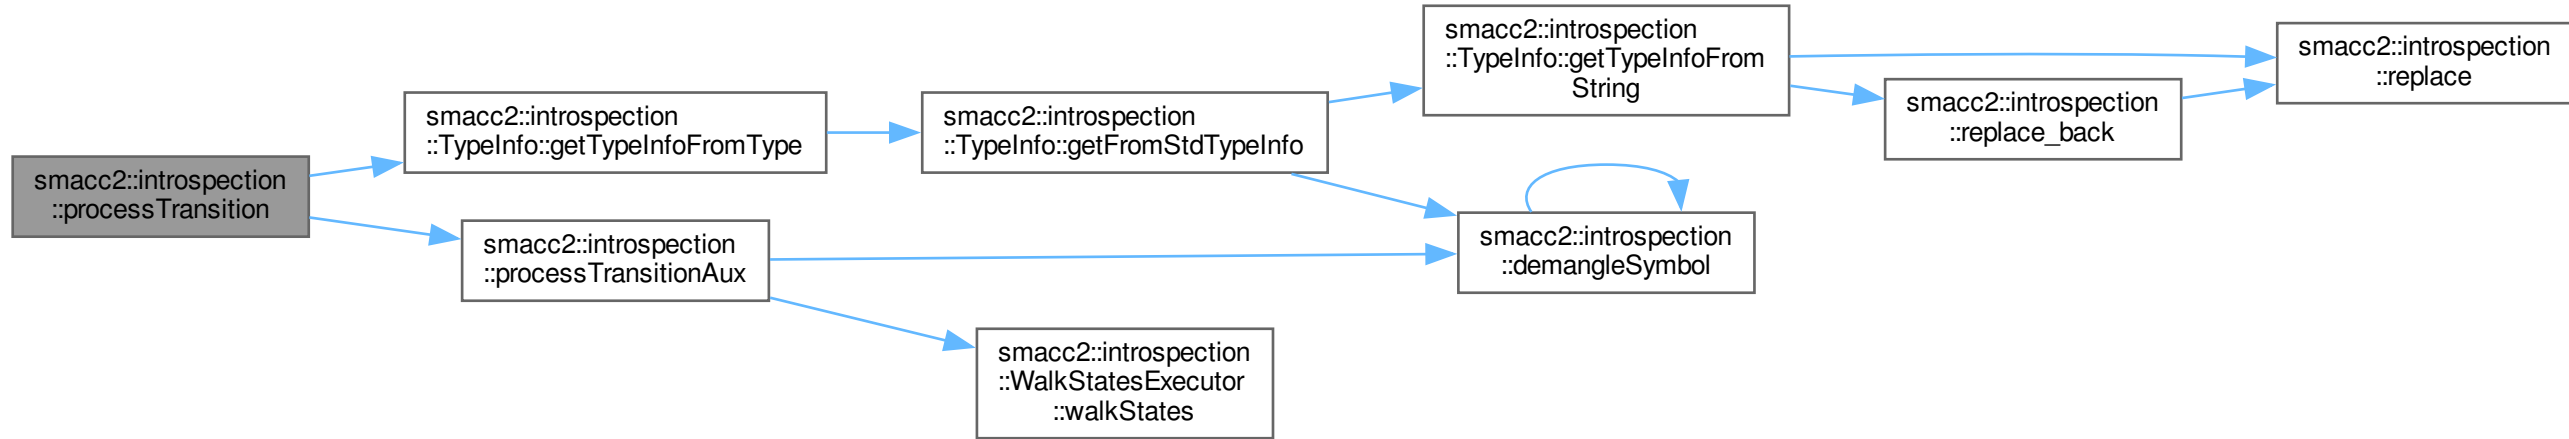 smacc2::introspection
::processTransition
smacc2::introspection
::TypeInfo::getTypeInfoFromType
smacc2::introspection
::processTransitionAux
smacc2::introspection
::TypeInfo::getFromStdTypeInfo
smacc2::introspection
::WalkStatesExecutor
::walkStates
smacc2::introspection
::TypeInfo::getTypeInfoFrom
String
smacc2::introspection
::demangleSymbol
smacc2::introspection
::replace_back
smacc2::introspection
::replace